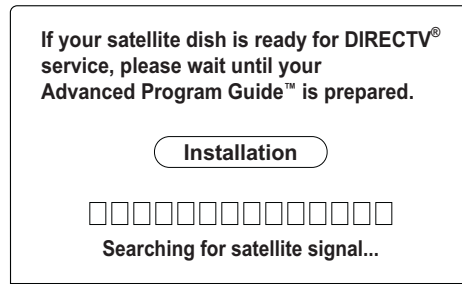 If your satellite dish is ready for DIRECTV®
service, please wait until your
Advanced Program Guide™ is prepared.
Installation
Searching for satellite signal...